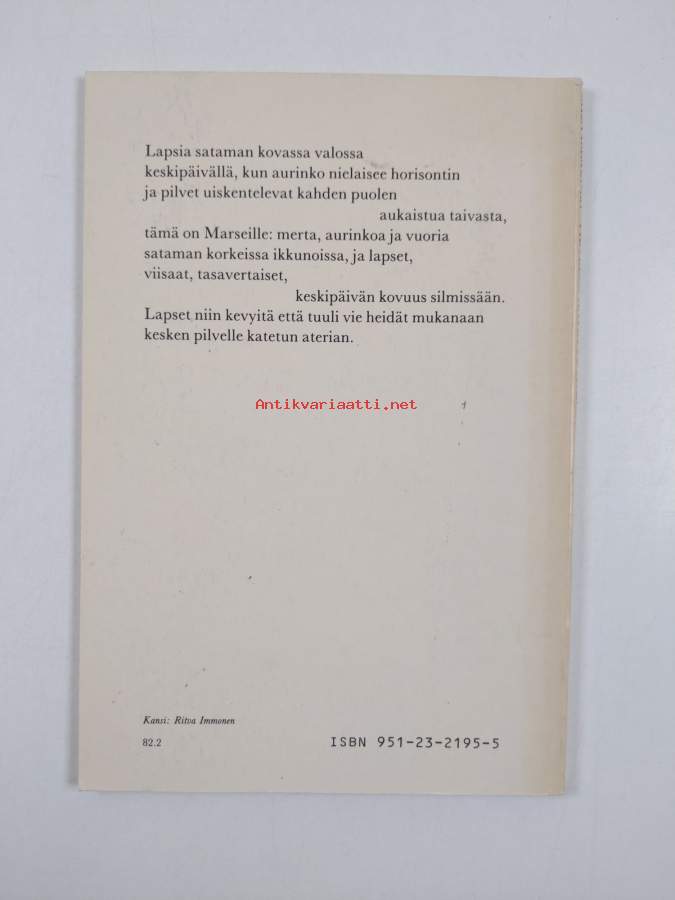 Lapsia sataman kovassa valossa
keskipäivällä, kun aurinko nielaisee horisontin
ja pilvet uiskentelevat kahden puolen
aukaistua taivasta,
tämä on Marseille: merta, aurinkoa ja vuoria
sataman korkeissa ikkunoissa, ja lapset,
viisaat, tasavertaiset,
keskipäivän kovuus silmissään.
Lapset niin kevyitä että tuuli vie heidät mukanaan
kesken pilvelle katetun aterian.
Antikvariaatti.net
Kansi: Ritva Immonen
82.2
ISBN 951-23-2195-5